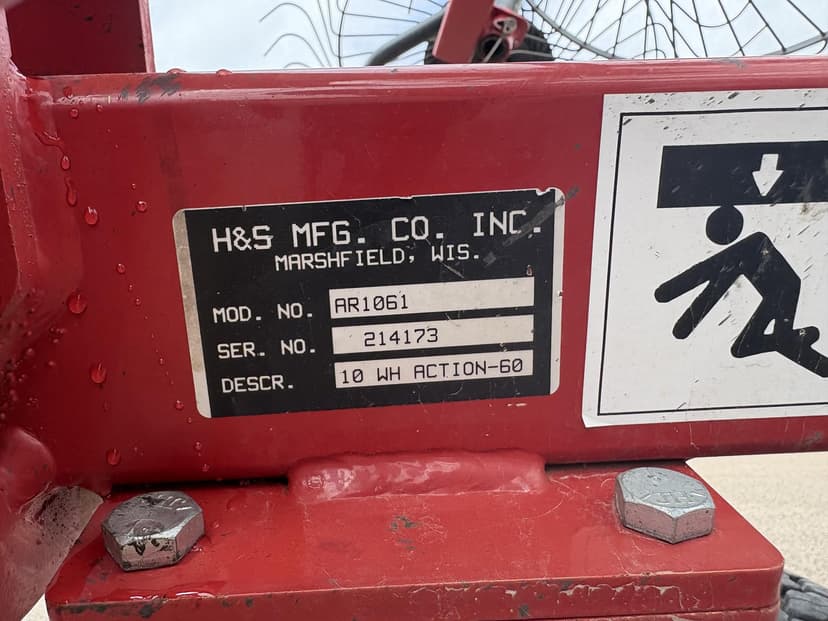 H&S MFG. CO. INC.
MARSHFIELD, WIS.
MOD. NO. AR1061
SER. NO. 214173
DESCR. 10 WH ACTION-60